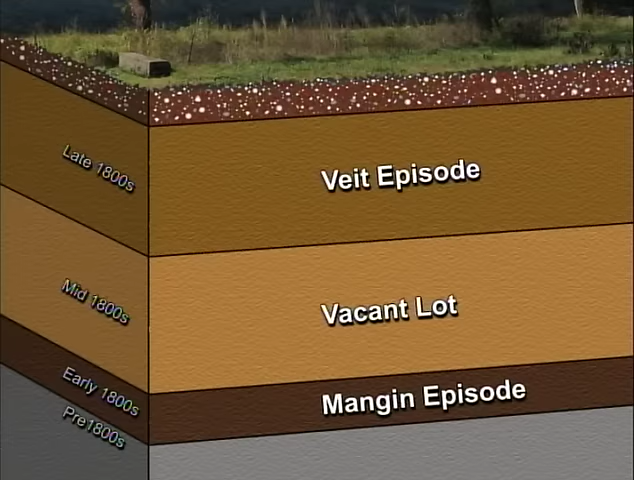 Late 1800s
Veit Episode
Mid 1800s
Vacant Lot
Early 1800s
Mangin Episode
Pre1800s